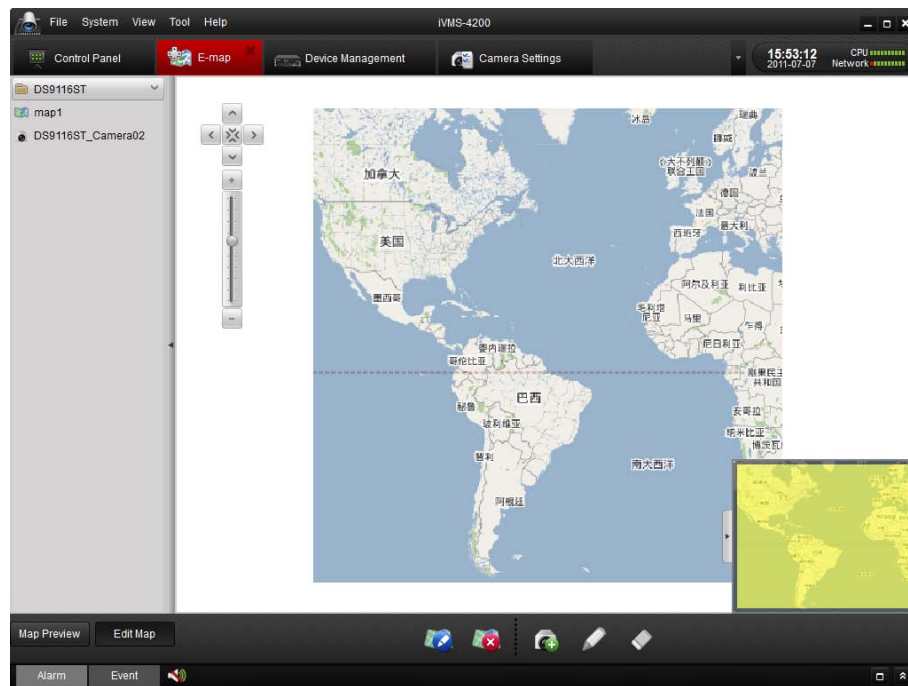 File System View Tool Help
iVMS-4200
Control Panel
E-map
Device Management
Camera Settings
15:53:12
2011-07-07
CPU
Network
DS9116ST
map1
DS9116ST_Camera02
冰岛
瑞典
挪威
(大不列颠)
联合王国
波兰
加拿大
德国
法国
意大利
西班牙
美国
北大西洋
阿尔及利亚
利比亚
墨西哥
毛利塔
尼亚
马里
乍得
尼日利亚
委内瑞拉
哥伦比亚
刚果民主
共和国
巴西
秘鲁
安哥拉
玻利维亚
纳米比亚
博茨瓦
智利
南大西洋
阿根廷
Map Preview
Edit Map
Alarm
Event